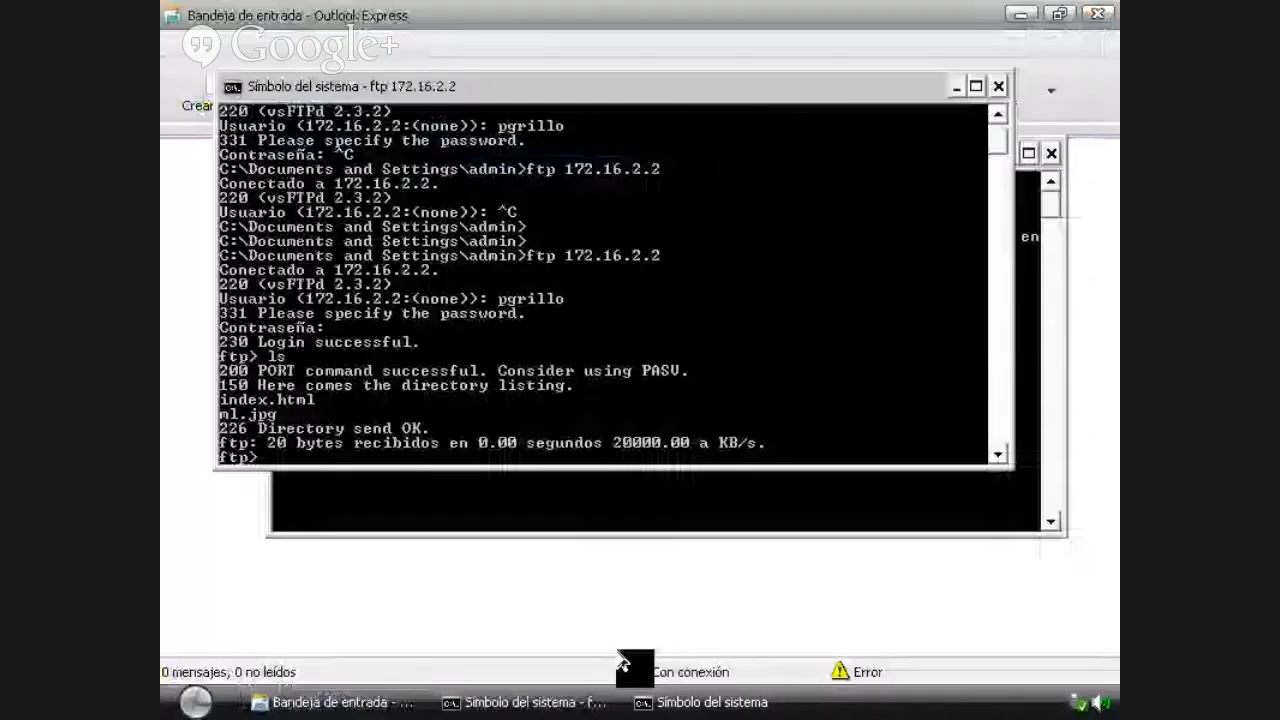 Bandeja de entrada - Outlook Express
Google+
Crear
Símbolo del sistema - ftp 172.16.2.2
220 (vsFTPd 2.3.2)
Usuario (172.16.2.2:(none)): pgrillo
331 Please specify the password.
Contraseña: ^C
C:\Documents and Settings\admin>ftp 172.16.2.2
Conectado a 172.16.2.2.
220 (vsFTPd 2.3.2)
Usuario (172.16.2.2:(none)): ^C
C:\Documents and Settings\admin>
C:\Documents and Settings\admin>
C:\Documents and Settings\admin>ftp 172.16.2.2
Conectado a 172.16.2.2.
220 (vsFTPd 2.3.2)
Usuario (172.16.2.2:(none)): pgrillo
331 Please specify the password.
Contraseña:
230 Login successful.
ftp> ls
200 PORT command successful. Consider using PASV.
150 Here comes the directory listing.
index.html
ml.jpg
226 Directory send OK.
ftp: 20 bytes recibidos en 0.00 segundos 20000.00 a KB/s.
ftp>
en
0 mensajes, 0 no leídos
Con conexión
Error
Bandeja de entrada - ...
Símbolo del sistema - f...
Símbolo del sistema